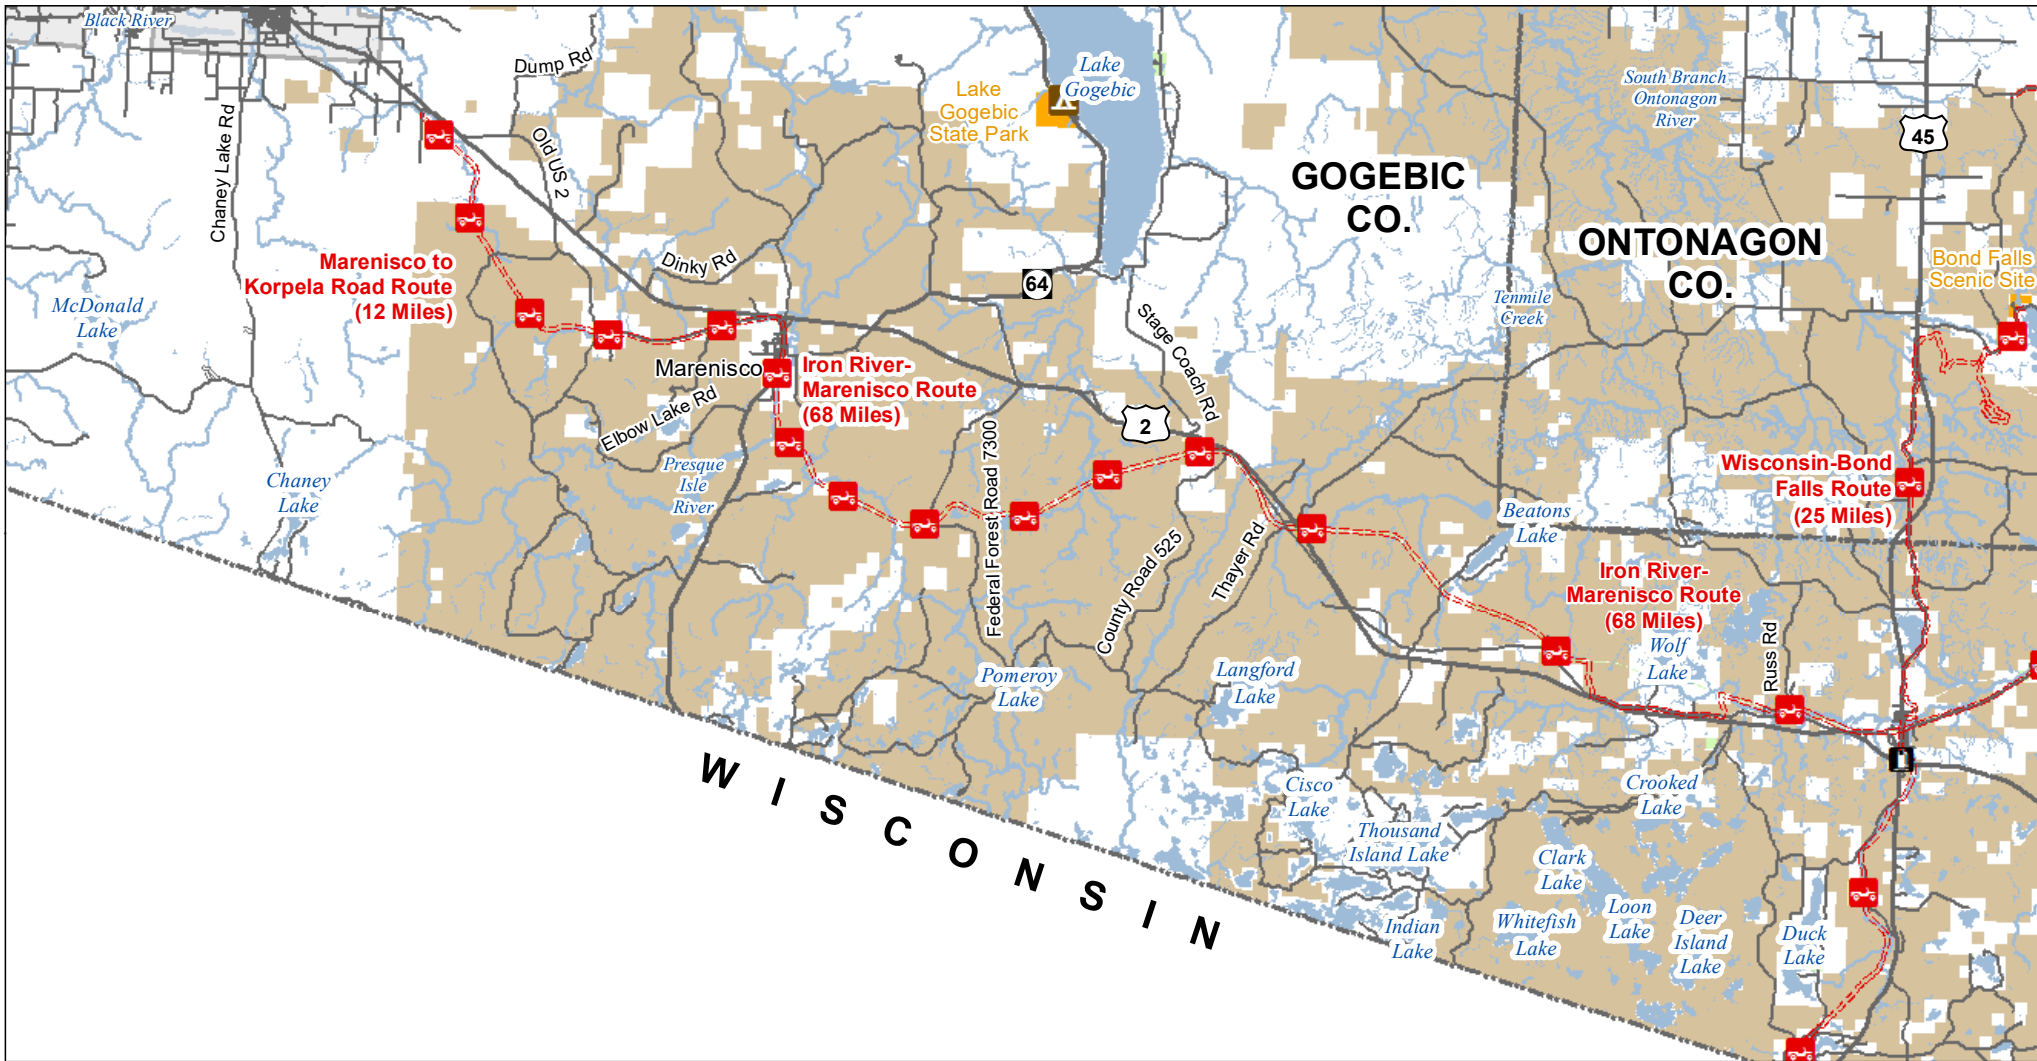 Black River
Dump Rd
Chaney Lake Rd
Old US 2
Lake
Gogebic
State Park
Lake
Gogebic
South Branch
Ontonagon
River
45
GOGEBIC
CO.
ONTONAGON
CO.
Bond Falls
Scenic Site
Marenisco to
Korpela Road Route
(12 Miles)
Dinky Rd
64
McDonald
Lake
Tenmile
Creek
Stage Coach Rd
Marenisco
Iron River-
Marenisco Route
(68 Miles)
Elbow Lake Rd
2
Federal Forest Road 7300
Presque
Isle
River
Chaney
Lake
Wisconsin-Bond
Falls Route
(25 Miles)
Beatons
Lake
County Road 525
Thayer Rd
Iron River-
Marenisco Route
(68 Miles)
Wolf
Lake
Russ Rd
Pomeroy
Lake
Langford
Lake
WISCONSIN
Cisco
Lake
Crooked
Lake
Thousand
Island Lake
Clark
Lake
Indian
Lake
Whitefish
Lake
Loon
Lake
Deer
Island
Lake
Duck
Lake